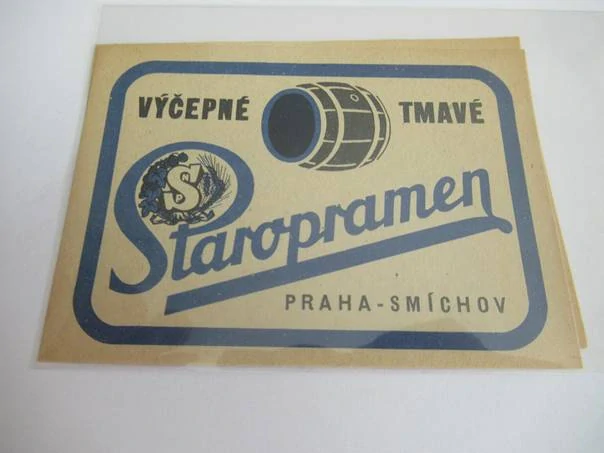 VÝČEPNÉ TMAVÉ
S
Staropramen
PRAHA-SMÍCHOV